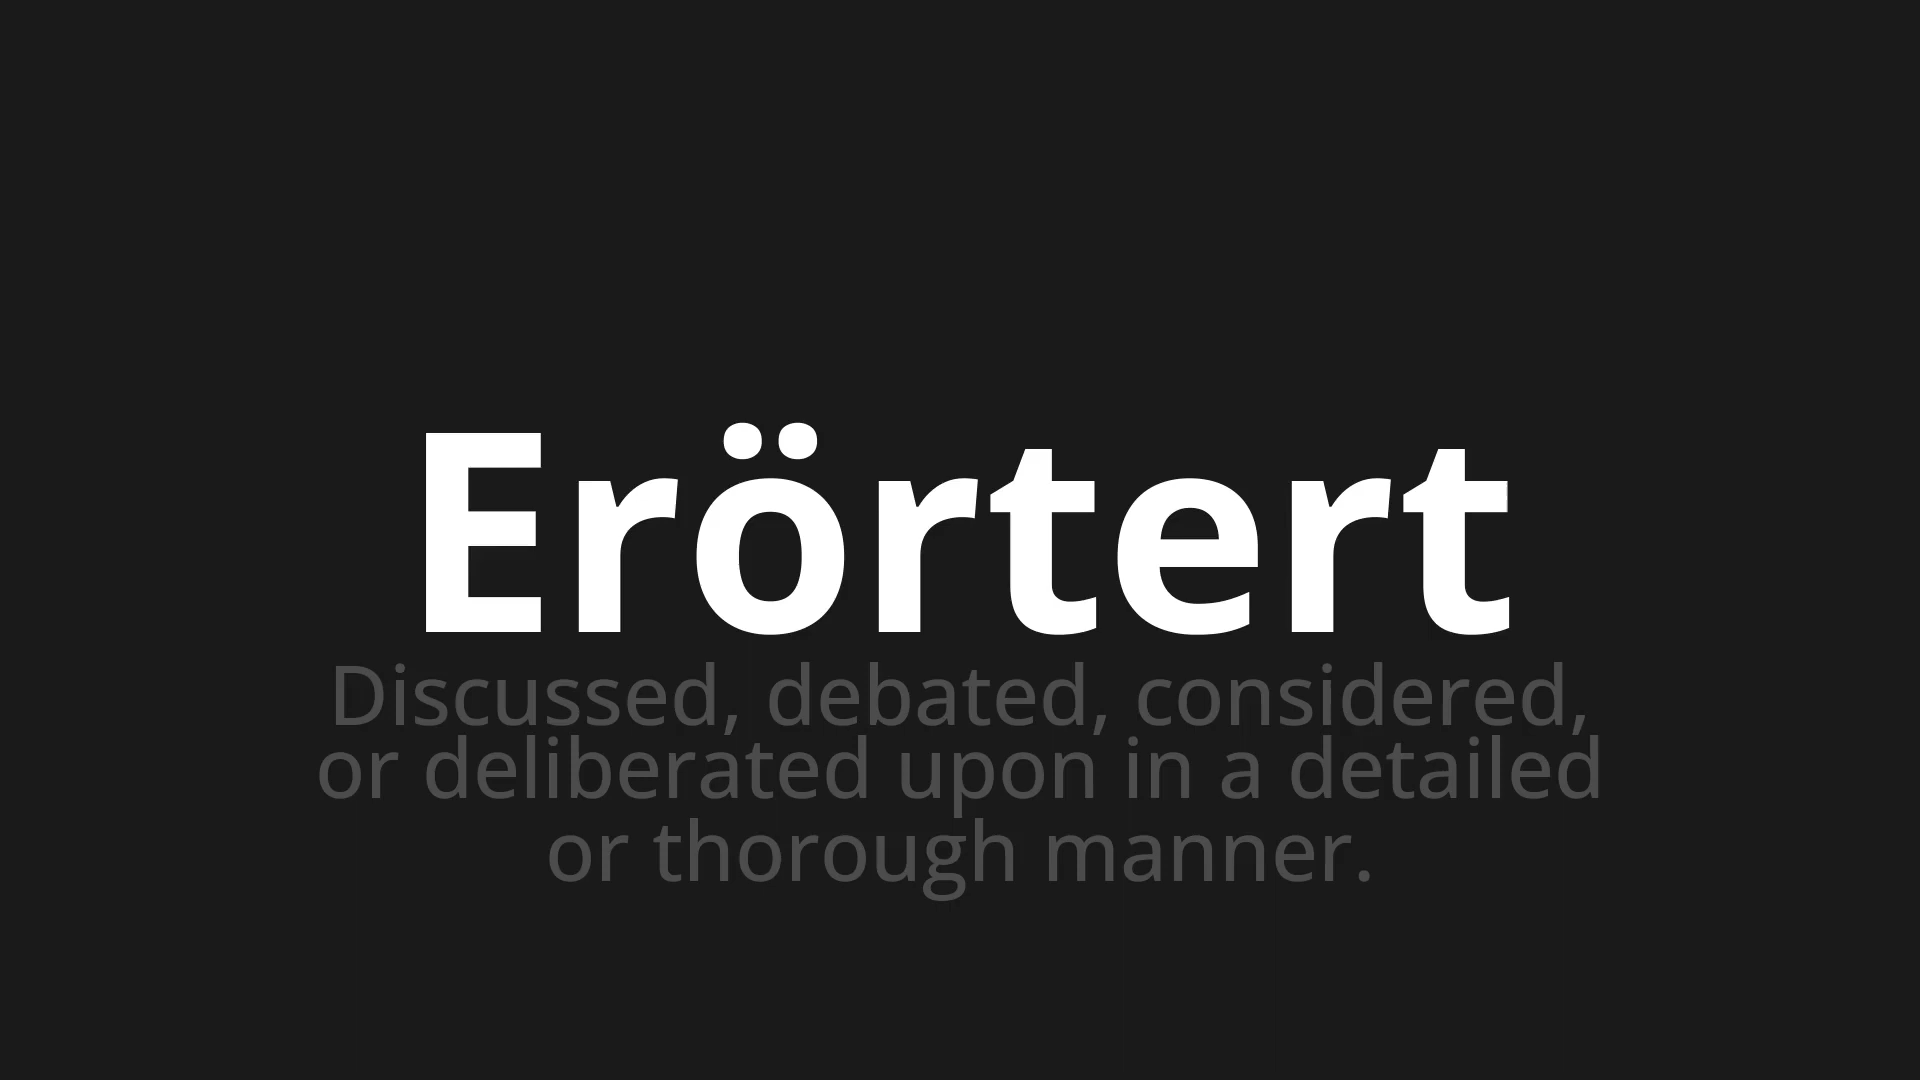 Erörtert
Discussed, debated, considered,
or deliberated upon in a detailed
or thorough manner.